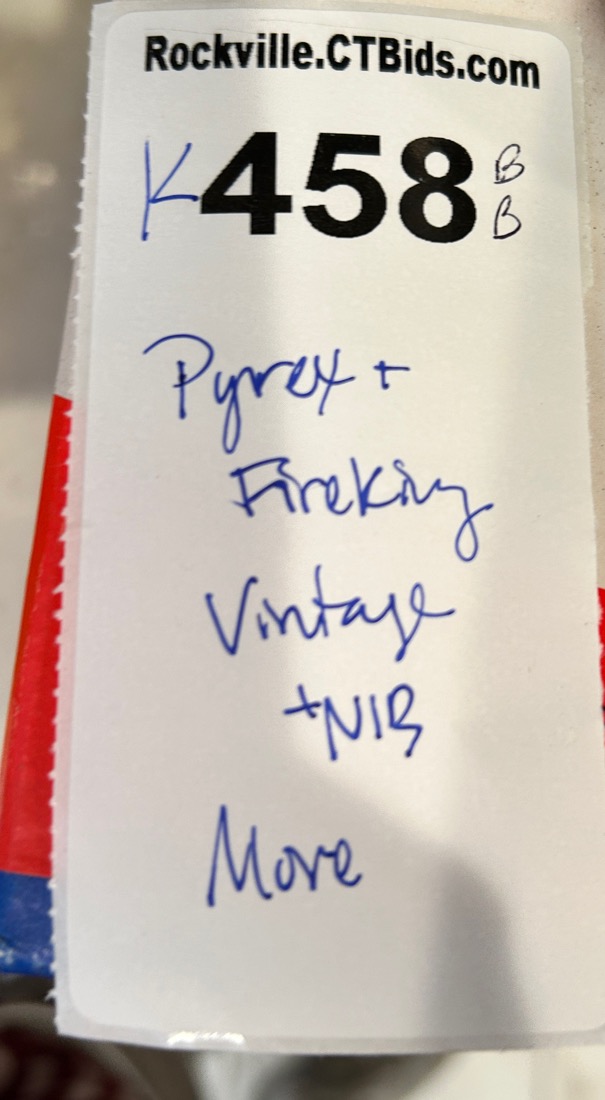 Rockville.CTBids.com
K458 B
B
Pyrex +
Fireking
Vintage
+NIB
More